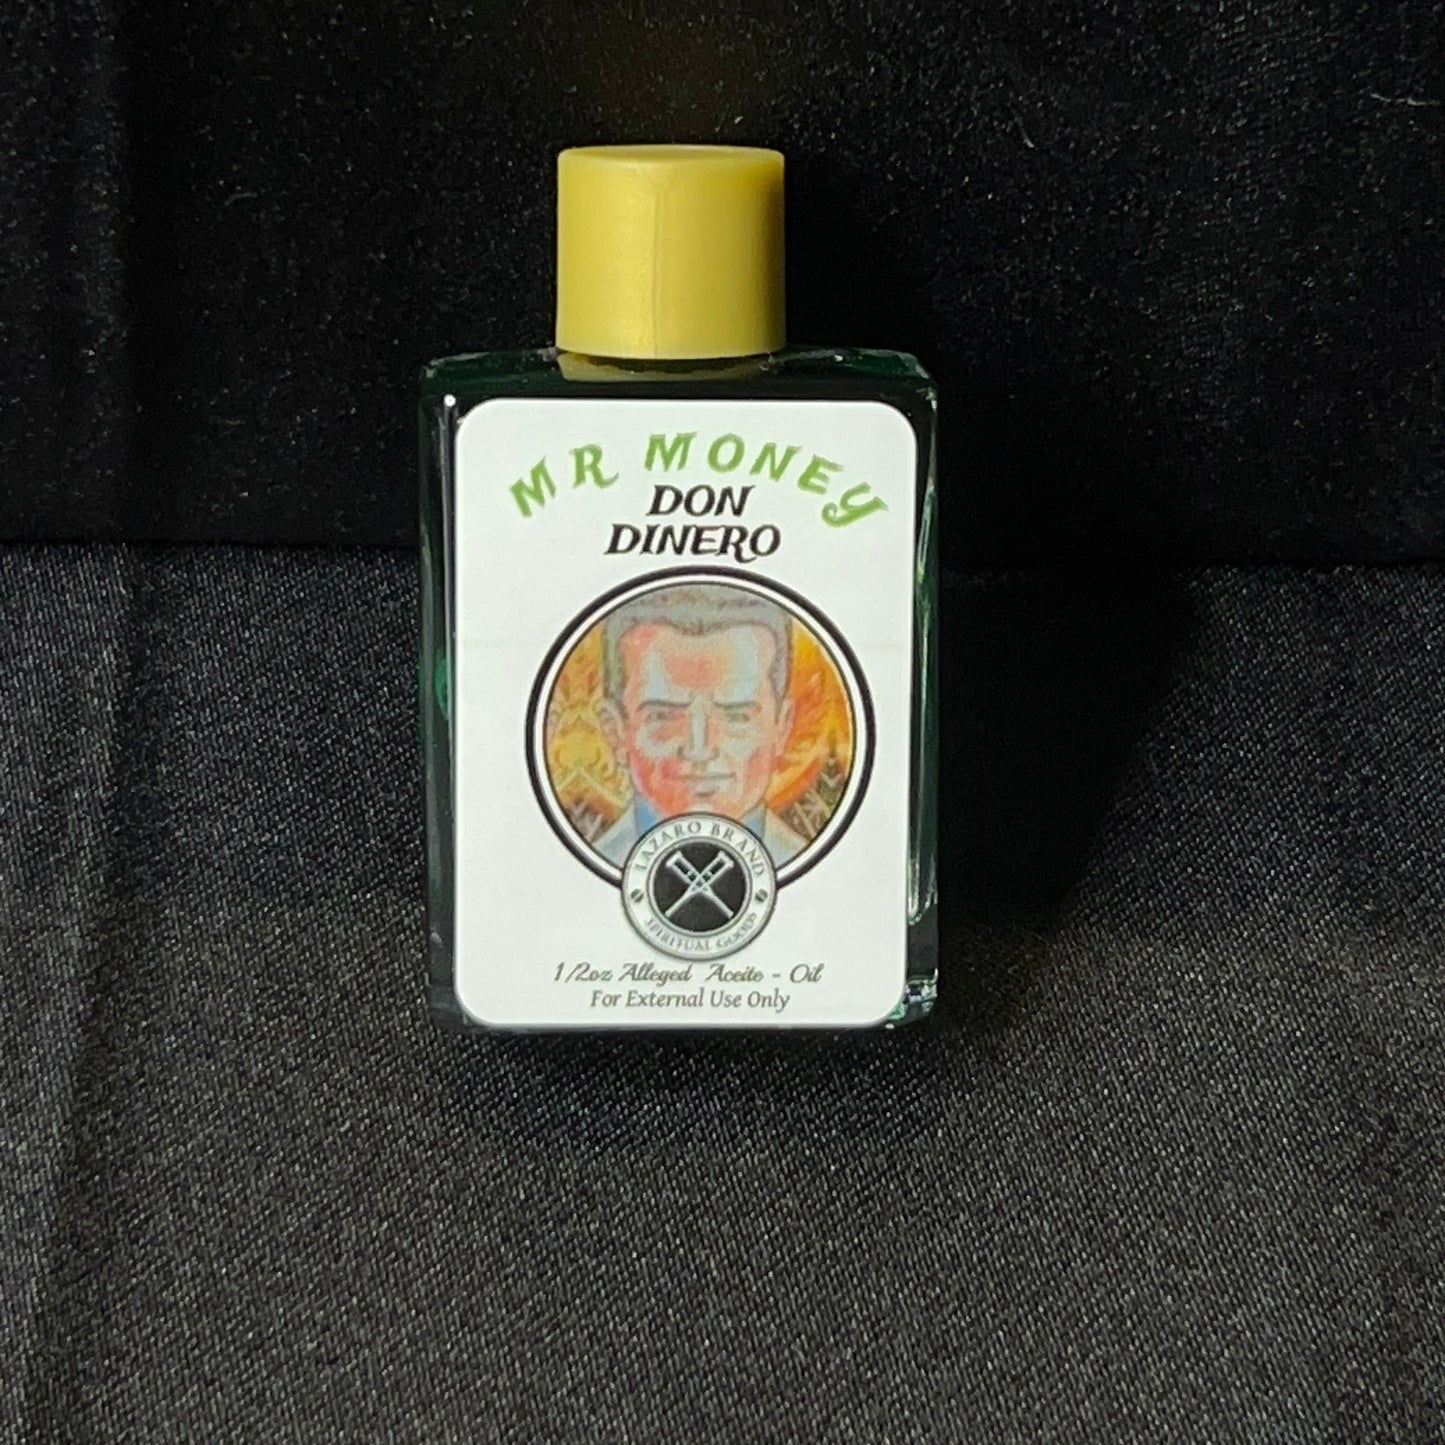 MR MONEY
DON
DINERO
LAZARO BRAND
SPIRITUAL GOODS
1/2oz Alleged Aceite - Oil
For External Use Only